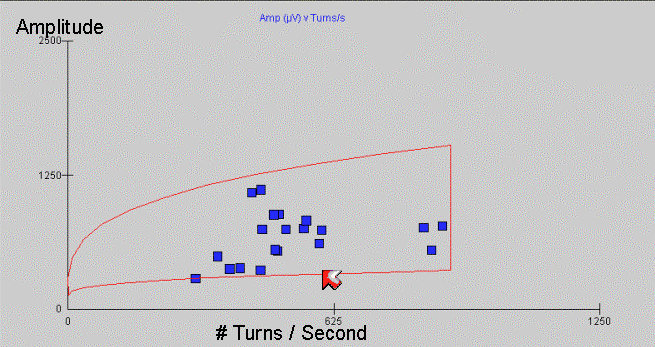 Amp (µV) v Turns/s
Amplitude
2500
1250
0
0 625 1250
# Turns / Second